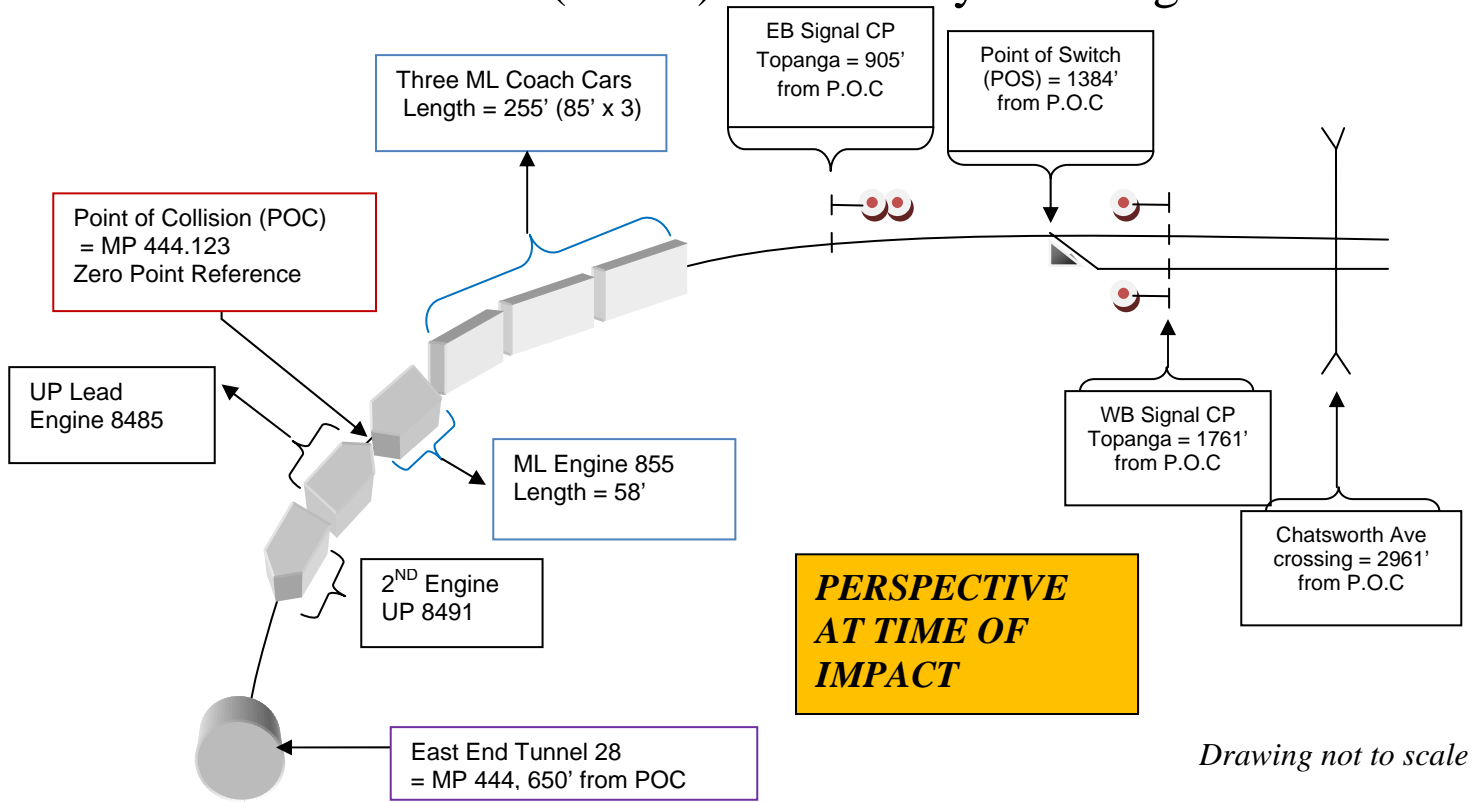 EB Signal CP
Topanga = 905’
from P.O.C
Point of Switch
(POS) = 1384’
from P.O.C
Three ML Coach Cars
Length = 255’ (85’ x 3)
Point of Collision (POC)
= MP 444.123
Zero Point Reference
UP Lead
Engine 8485
WB Signal CP
Topanga = 1761’
from P.O.C
ML Engine 855
Length = 58’
Chatsworth Ave
crossing = 2961’
from P.O.C
2ND Engine
UP 8491
PERSPECTIVE
AT TIME OF
IMPACT
East End Tunnel 28
= MP 444, 650’ from POC
Drawing not to scale